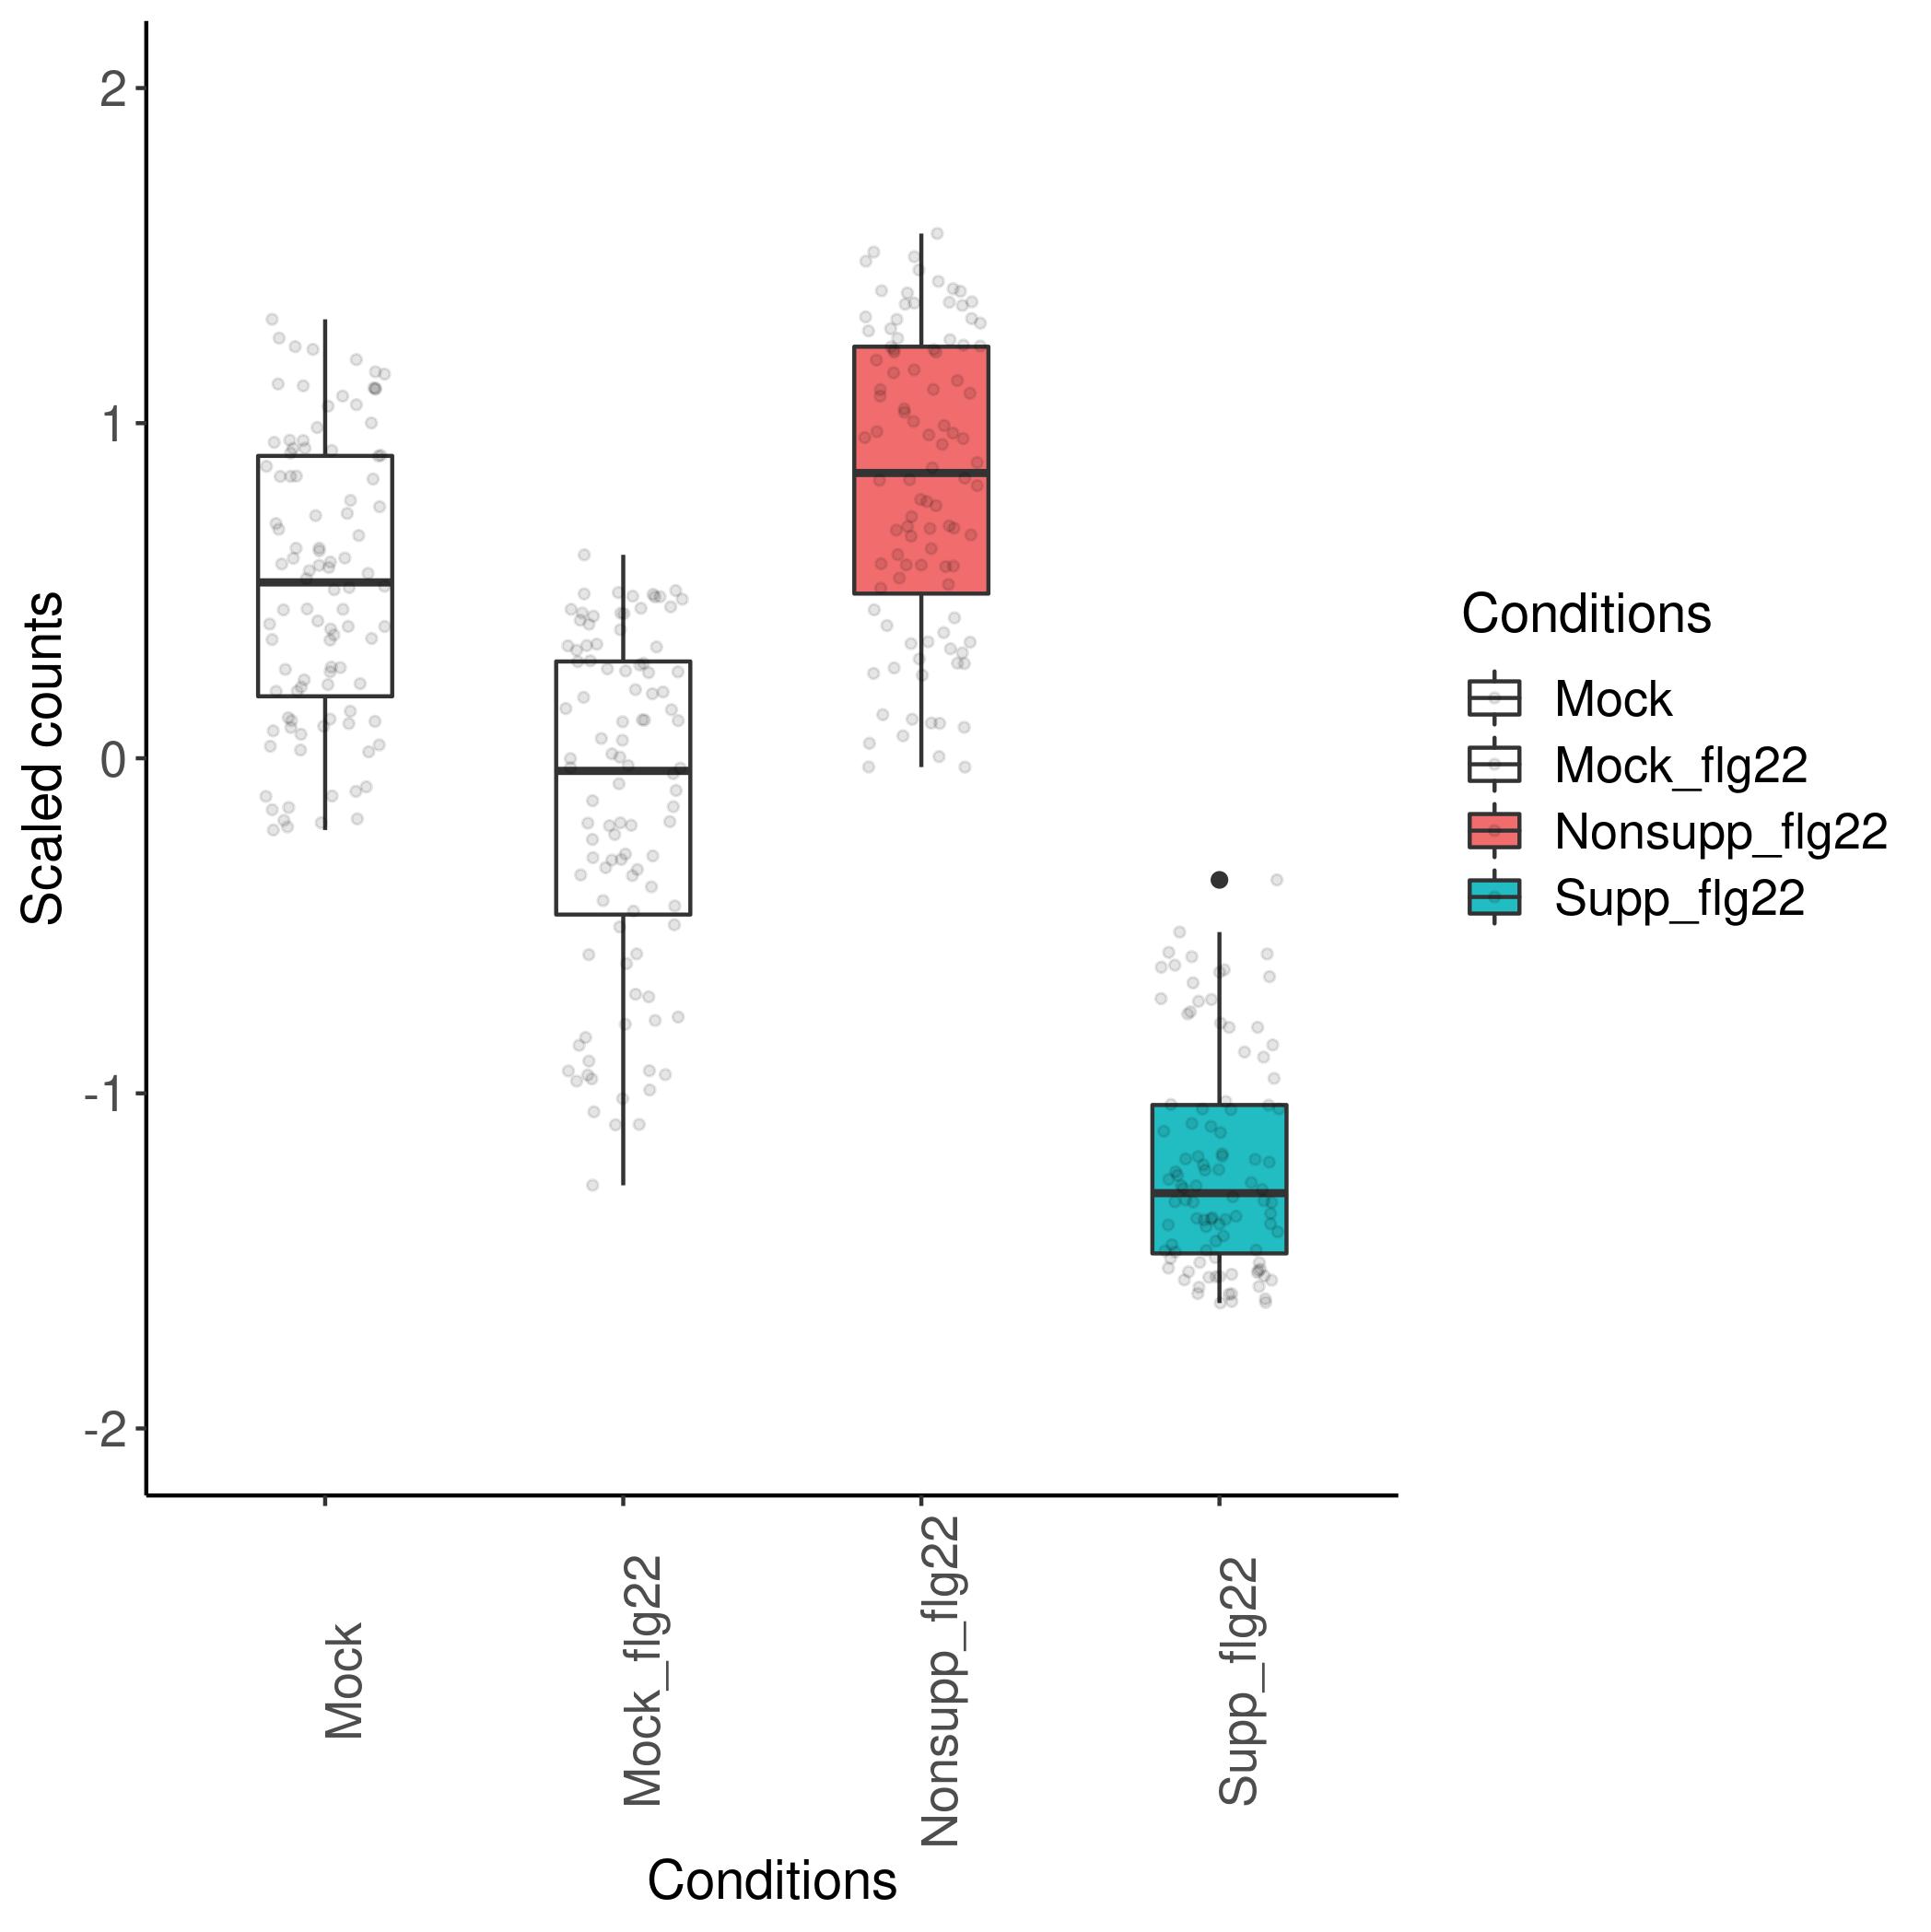 Scaled counts
2
1
0
-1
-2
Mock
Mock_flg22
Nonsupp_flg22
Supp_flg22
Conditions
Conditions
Mock
Mock_flg22
Nonsupp_flg22
Supp_flg22